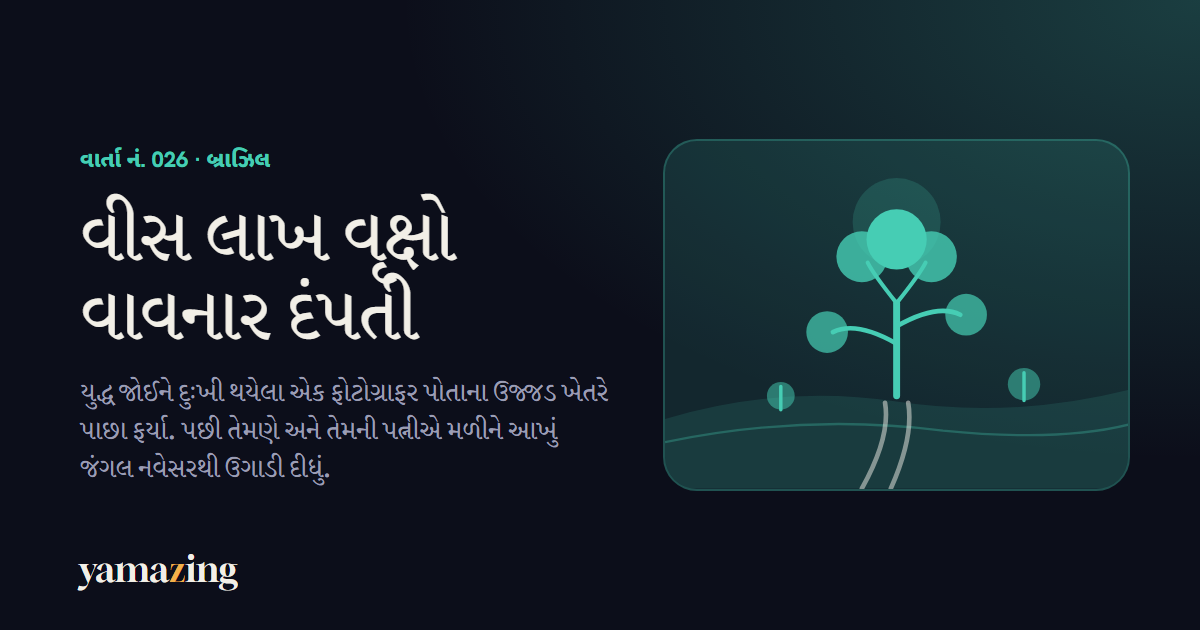 વાર્તા નં. 026 · બ્રાઝિલ
વીસ લાખ વૃક્ષો
વાવનાર દંપતી
યુદ્ધ જોઈને દુઃખી થયેલા એક ફોટોગ્રાફર પોતાના ઉજ્જડ ખેતરે
પાછા ફર્યા. પછી તેમણે અને તેમની પત્નીએ મળીને આખું
જંગલ નવેસરથી ઉગાડી દીધું.
yamazing